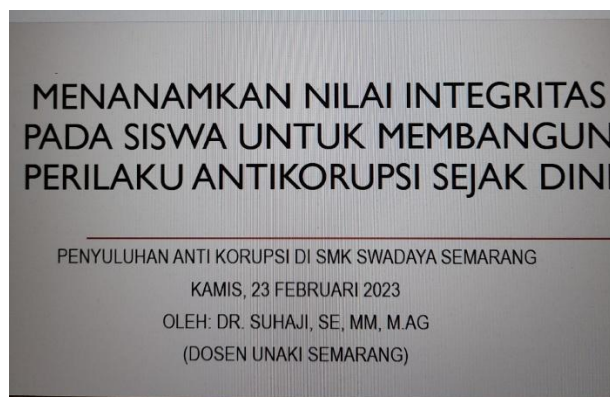 MENANAMKAN NILAI INTEGRITAS
PADA SISWA UNTUK MEMBANGUN
PERILAKU ANTIKORUPSI SEJAK DINI
PENYULUHAN ANTI KORUPSI DI SMK SWADAYA SEMARANG
KAMIS, 23 FEBRUARI 2023
OLEH: DR. SUHAJI, SE, MM, M.AG
(DOSEN UNAKI SEMARANG)